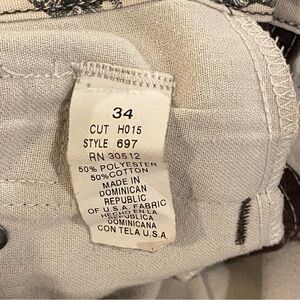 34
CUT H015
STYLE 697
RN 30512
50% POLYESTER
50% COTTON
MADE IN
DOMINICAN
REPUBLIC
OF U.S.A. FABRIC
HECHO EN LA
DOMINICANA
CON TELA U.S.A.